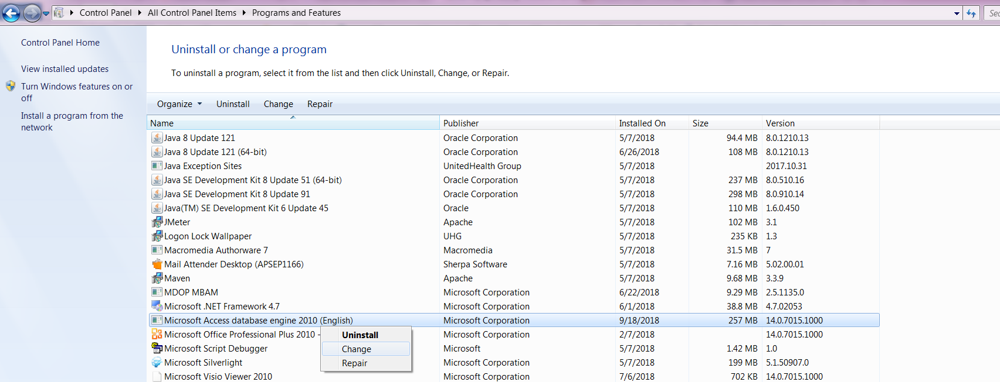 Control Panel ▸ All Control Panel Items ▸ Programs and Features
Control Panel Home
View installed updates
Turn Windows features on or
off
Install a program from the
network
Uninstall or change a program
To uninstall a program, select it from the list and then click Uninstall, Change, or Repair.
Organize Uninstall Change Repair
Name Publisher Installed On Size Version
Java 8 Update 121 Oracle Corporation 5/7/2018 94.4 MB 8.0.1210.13
Java 8 Update 121 (64-bit) Oracle Corporation 6/26/2018 108 MB 8.0.1210.13
Java Exception Sites UnitedHealth Group 5/7/2018 2017.10.31
Java SE Development Kit 8 Update 51 (64-bit) Oracle Corporation 5/7/2018 237 MB 8.0.510.16
Java SE Development Kit 8 Update 91 Oracle Corporation 5/7/2018 298 MB 8.0.910.14
Java(TM) SE Development Kit 6 Update 45 Oracle 5/7/2018 110 MB 1.6.0.450
JMeter Apache 5/7/2018 102 MB 3.1
Logon Lock Wallpaper UHG 5/7/2018 235 KB 1.3
Macromedia Authorware 7 Macromedia 5/7/2018 31.5 MB 7
Mail Attender Desktop (APSEP1166) Sherpa Software 5/7/2018 7.16 MB 5.02.00.01
Maven Apache 5/7/2018 9.68 MB 3.3.9
MDOP MBAM Microsoft Corporation 6/22/2018 9.29 MB 2.5.1135.0
Microsoft .NET Framework 4.7 Microsoft Corporation 6/1/2018 38.8 MB 4.7.02053
Microsoft Access database engine 2010 (English) Microsoft Corporation 9/18/2018 257 MB 14.0.7015.1000
Microsoft Office Professional Plus 2010 - Microsoft Corporation 2/7/2018 14.0.7015.1000
Microsoft Script Debugger Microsoft 5/7/2018 1.42 MB 1.0
Microsoft Silverlight Microsoft Corporation 5/7/2018 199 MB 5.1.50907.0
Microsoft Visio Viewer 2010 Microsoft Corporation 7/6/2018 702 KB 14.0.7015.1000
Uninstall
Change
Repair